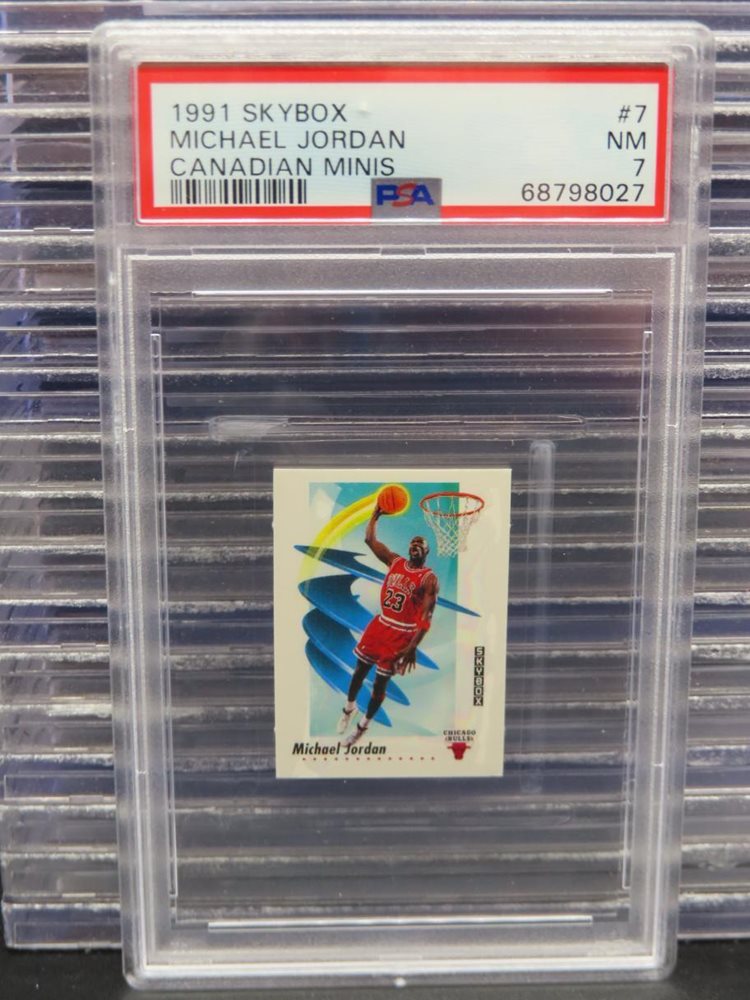 1991 SKYBOX #7
MICHAEL JORDAN NM
CANADIAN MINIS 7
PSA 68798027
BULLS
23
SKYBOX
CHICAGO
BULLS
Michael Jordan